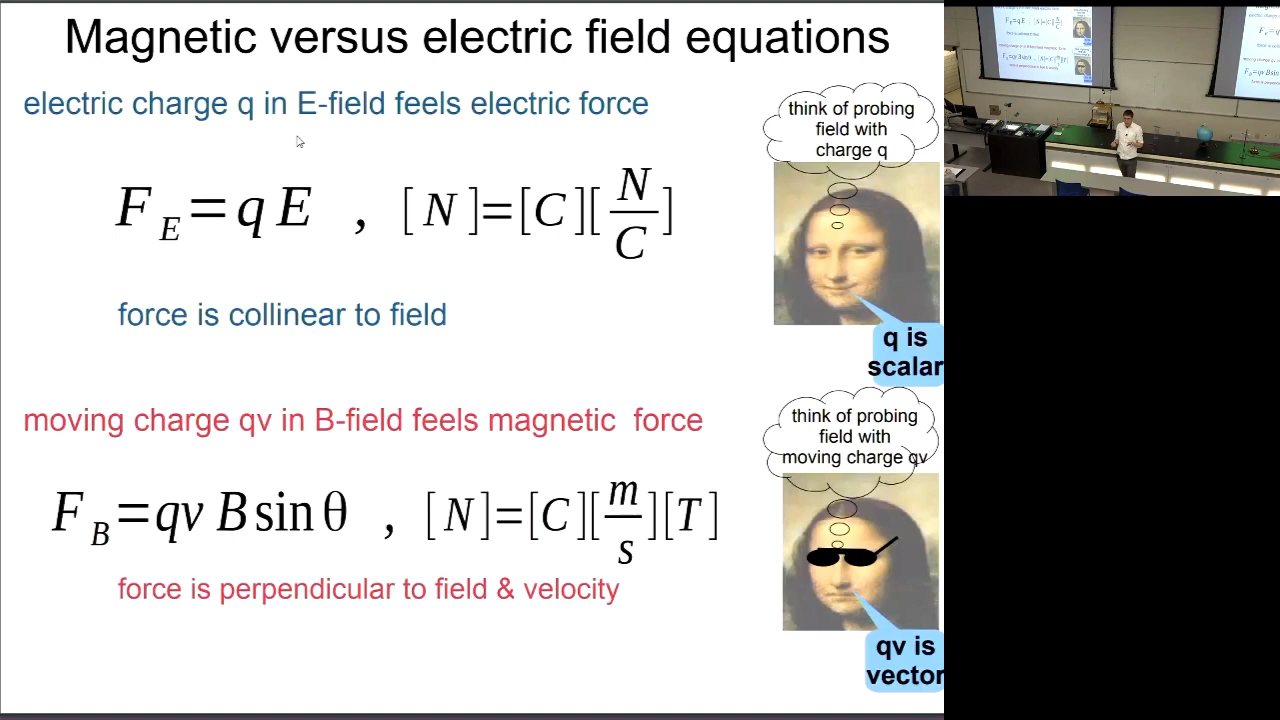 Magnetic versus electric field equations
electric charge q in E-field feels electric force
F_E = q E , [N]=[C][N/C]
force is collinear to field
think of probing
field with
charge q
q is
scalar
moving charge qv in B-field feels magnetic  force
F_B = qv B sin θ , [N]=[C][m/s][T]
force is perpendicular to field & velocity
think of probing
field with
moving charge qv
qv is
vector